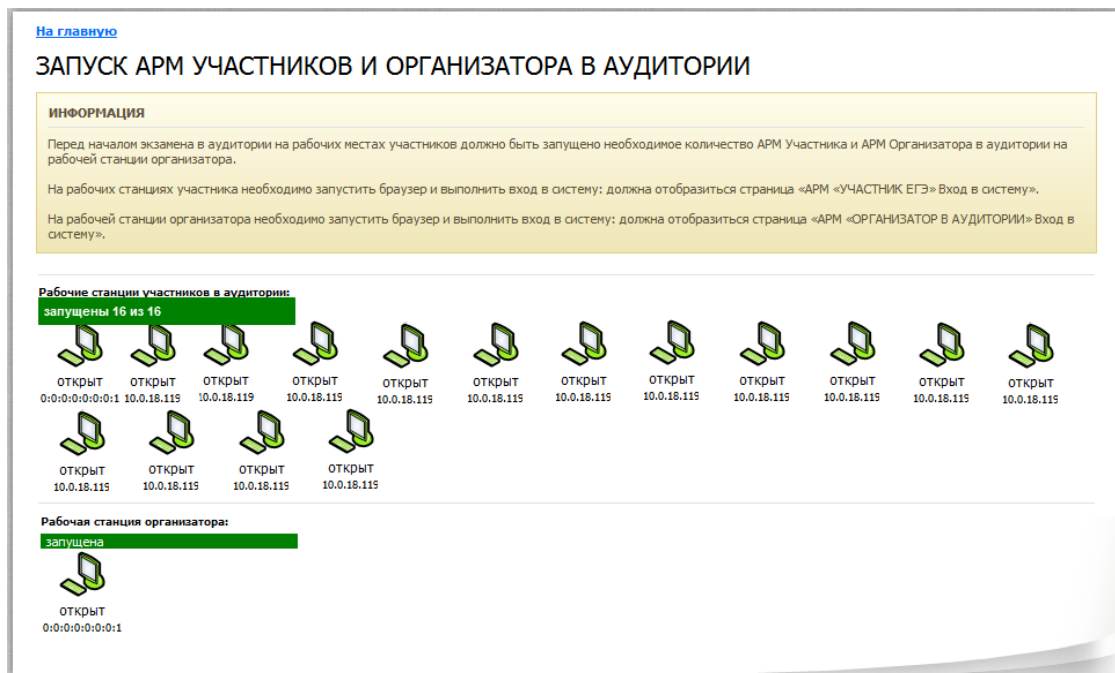 На главную
ЗАПУСК АРМ УЧАСТНИКОВ И ОРГАНИЗАТОРА В АУДИТОРИИ
ИНФОРМАЦИЯ
Перед началом экзамена в аудитории на рабочих местах участников должно быть запущено необходимое количество АРМ Участника и АРМ Организатора в аудитории на
рабочей станции организатора.
На рабочих станциях участника необходимо запустить браузер и выполнить вход в систему: должна отобразиться страница «АРМ «УЧАСТНИК ЕГЭ» Вход в систему».
На рабочей станции организатора необходимо запустить браузер и выполнить вход в систему: должна отобразиться страница «АРМ «ОРГАНИЗАТОР В АУДИТОРИИ» Вход в
систему».
Рабочие станции участников в аудитории:
запущены 16 из 16
открыт открыт открыт открыт открыт открыт открыт открыт открыт открыт открыт открыт
0:0:0:0:0:0:0:1 10.0.18.119 10.0.18.119 10.0.18.119 10.0.18.119 10.0.18.119 10.0.18.119 10.0.18.119 10.0.18.119 10.0.18.119 10.0.18.119 10.0.18.119
открыт открыт открыт открыт
10.0.18.119 10.0.18.119 10.0.18.119 10.0.18.119
Рабочая станция организатора:
запущена
открыт
0:0:0:0:0:0:0:1